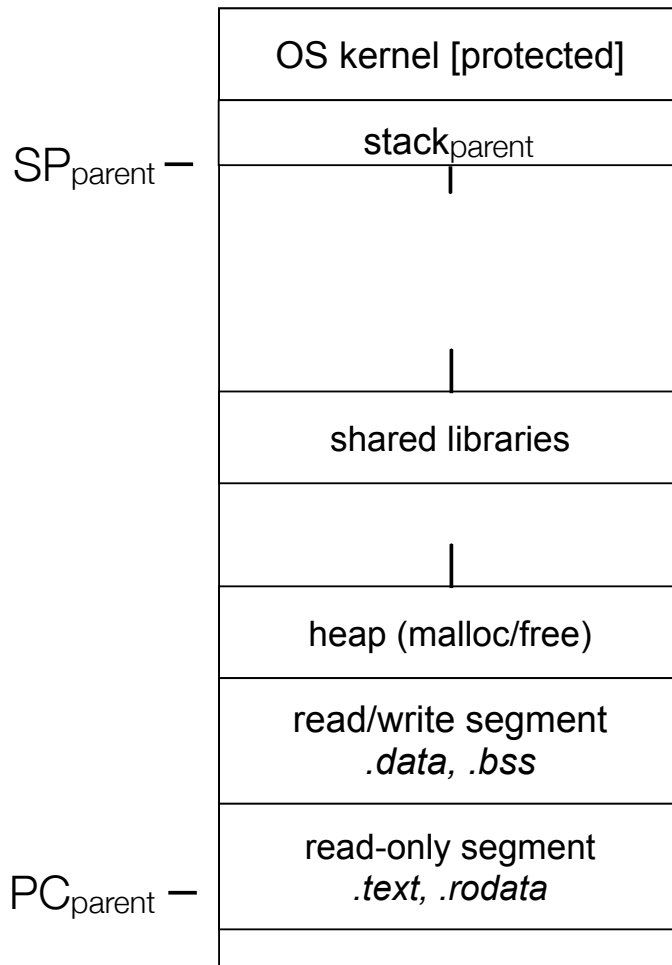 OS kernel [protected]
stackparent
SPparent
shared libraries
heap (malloc/free)
read/write segment
.data, .bss
read-only segment
.text, .rodata
PCparent